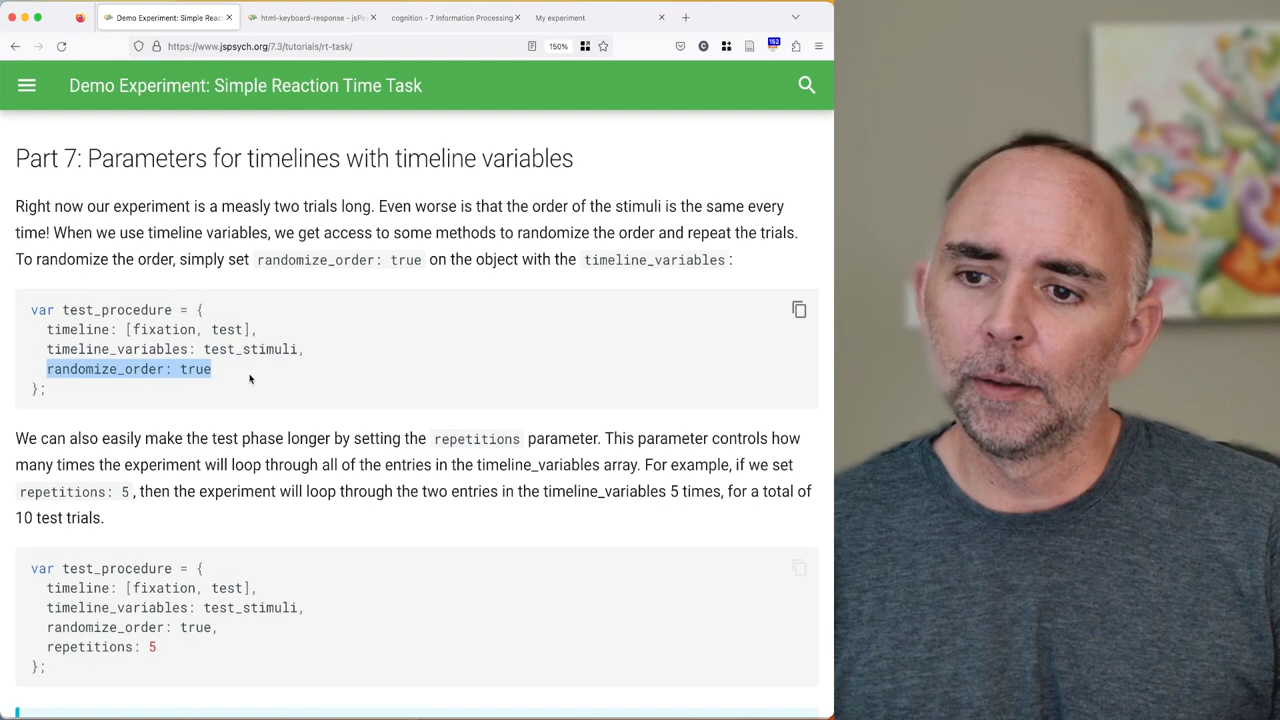 Demo Experiment: Simple Reac
html-keyboard-response - jsPs
cognition - 7 Information Processing
My experiment
https://www.jspsych.org/7.3/tutorials/rt-task/
150%
152
Demo Experiment: Simple Reaction Time Task
Part 7: Parameters for timelines with timeline variables
Right now our experiment is a measly two trials long. Even worse is that the order of the stimuli is the same every
time! When we use timeline variables, we get access to some methods to randomize the order and repeat the trials.
To randomize the order, simply set randomize_order: true on the object with the timeline_variables:
var test_procedure = {
timeline: [fixation, test],
timeline_variables: test_stimuli,
randomize_order: true
};
We can also easily make the test phase longer by setting the repetitions parameter. This parameter controls how
many times the experiment will loop through all of the entries in the timeline_variables array. For example, if we set
repetitions: 5, then the experiment will loop through the two entries in the timeline_variables 5 times, for a total of
10 test trials.
var test_procedure = {
timeline: [fixation, test],
timeline_variables: test_stimuli,
randomize_order: true,
repetitions: 5
};